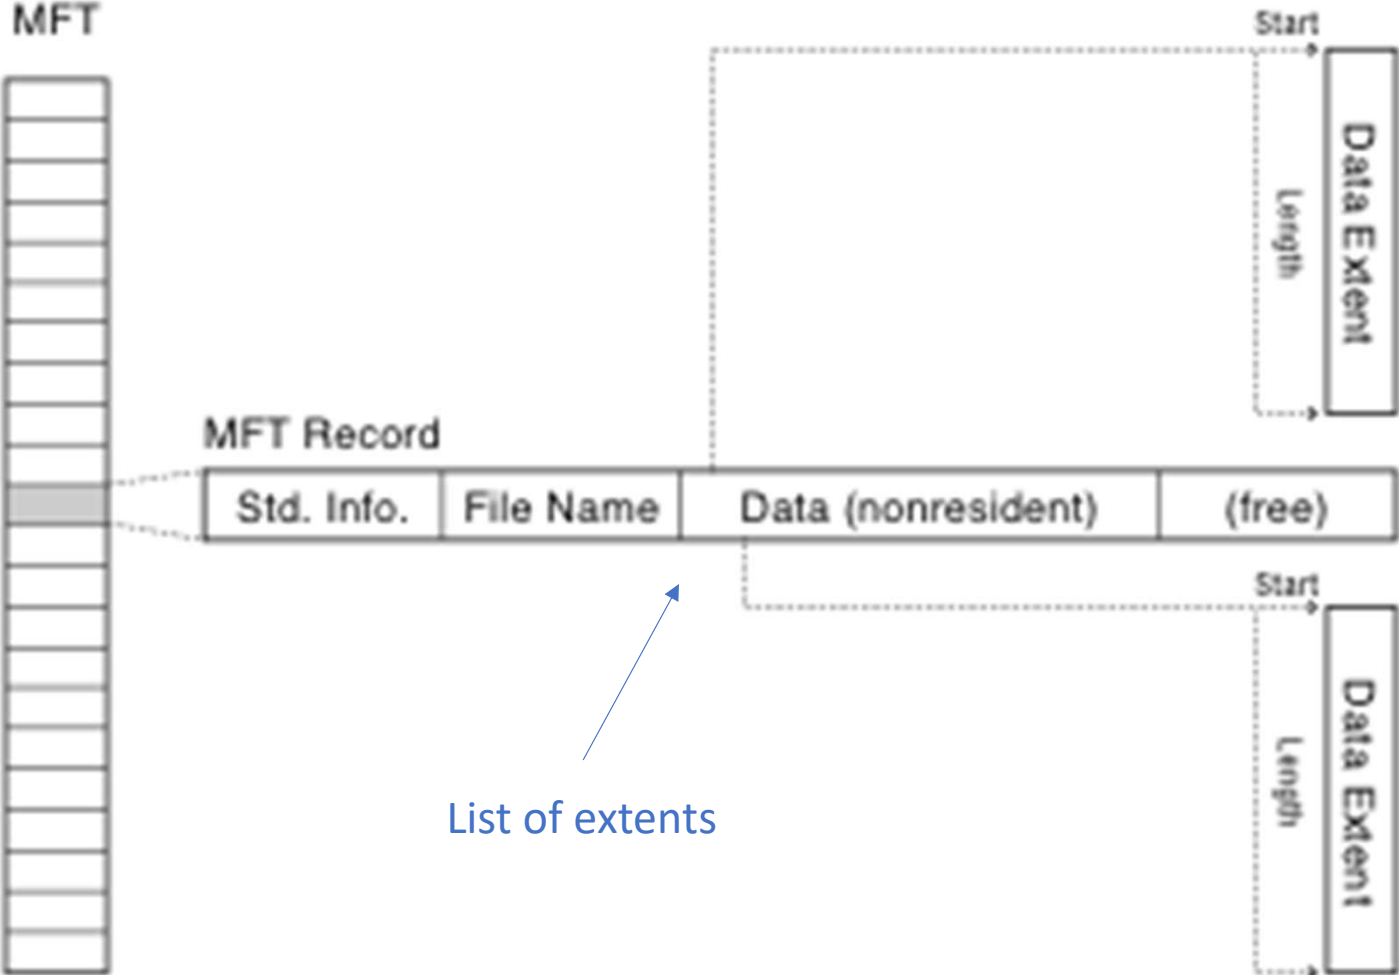 MFT
Start
Data Extent
Length
MFT Record
Std. Info.
File Name
Data (nonresident)
(free)
Start
Data Extent
Length
List of extents